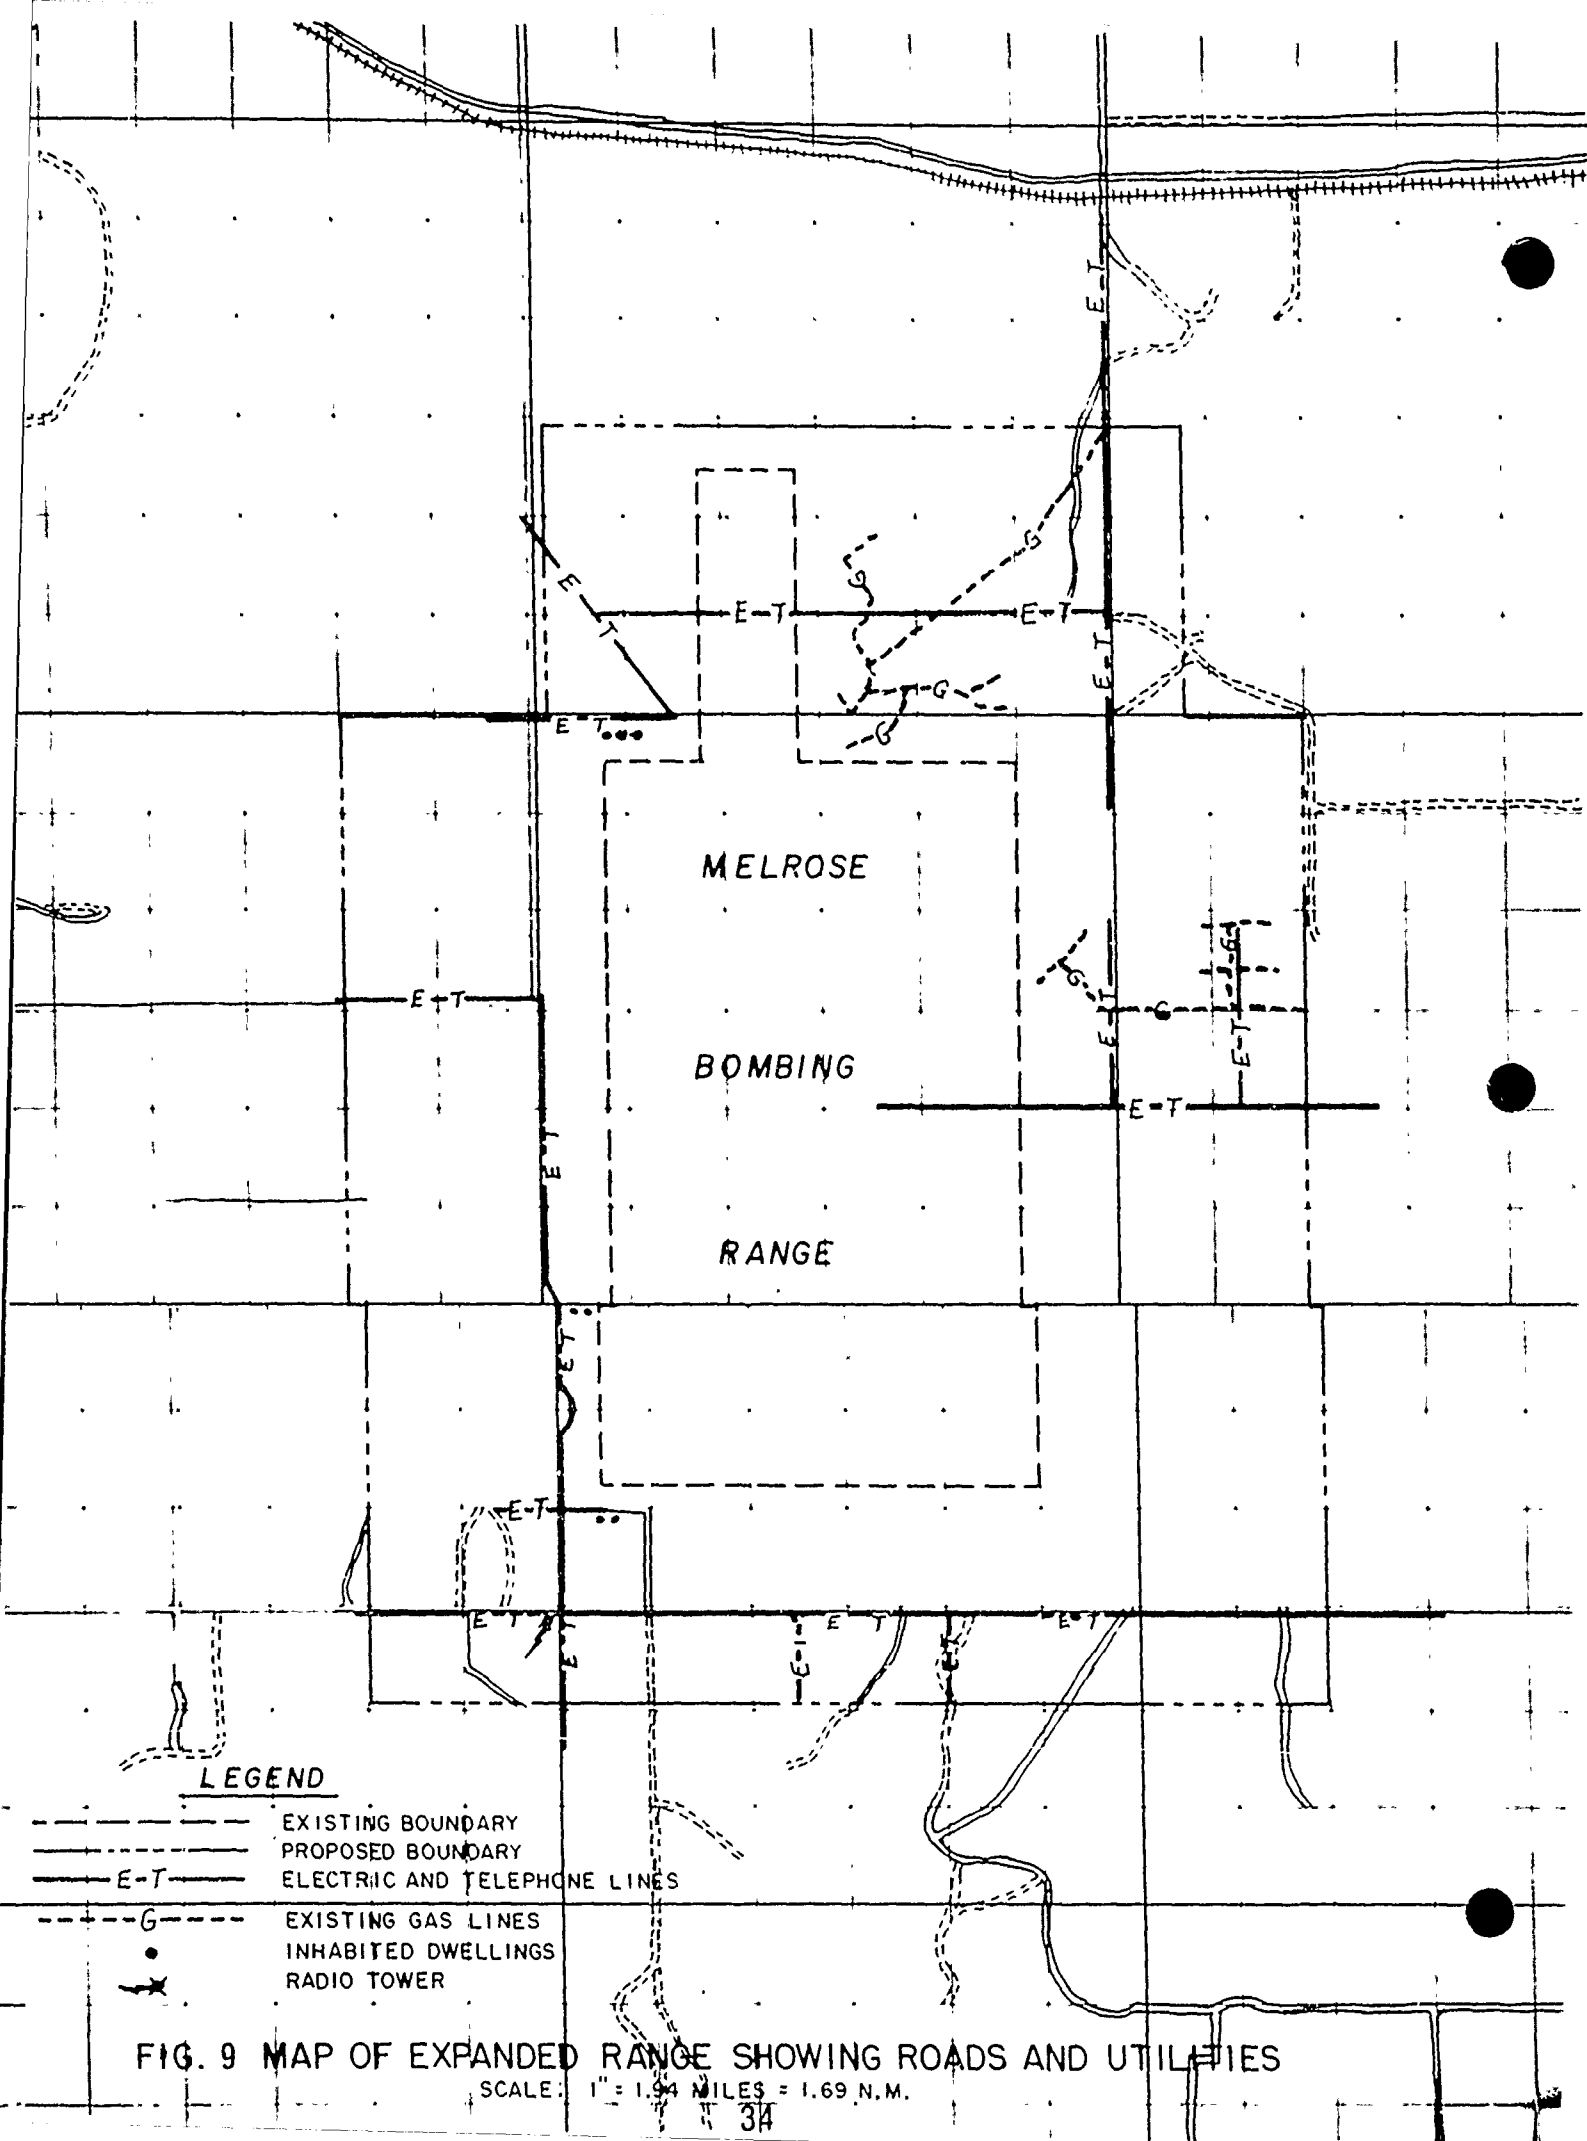 E-T
G
E
T
G
E-T
E-T
E-T
G
E T
G
MELROSE
G
G
E-T
G
E-T
E-T
BOMBING
E-T
E-T
RANGE
E T
E-T
E T
E T
E-T
E T
E-T
LEGEND
EXISTING BOUNDARY
PROPOSED BOUNDARY
E-T ELECTRIC AND TELEPHONE LINES
G EXISTING GAS LINES
INHABITED DWELLINGS
RADIO TOWER
FIG. 9 MAP OF EXPANDED RANGE SHOWING ROADS AND UTILITIES
SCALE: 1" = 1.94 MILES = 1.69 N.M.
34